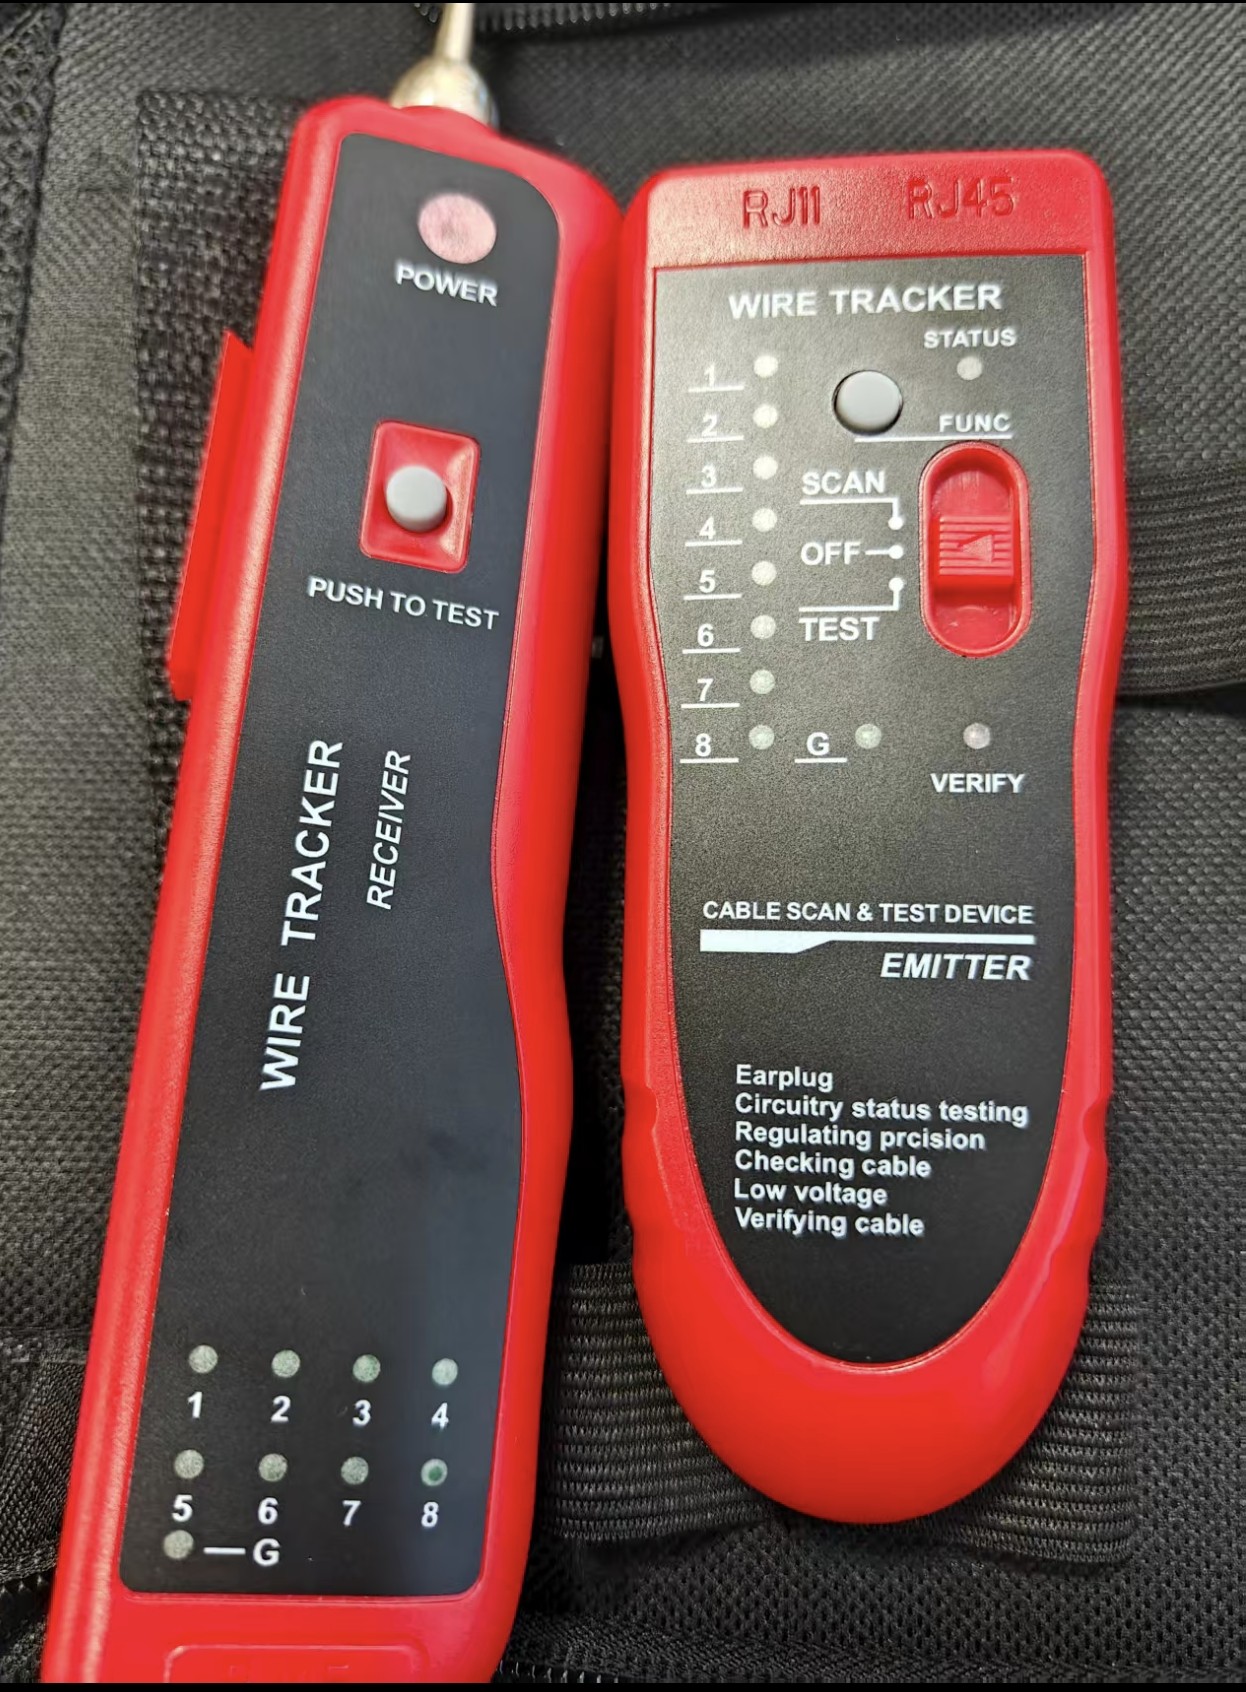 POWER
PUSH TO TEST
WIRE TRACKER
RECEIVER
1 2 3 4
5 6 7 8
G
RJ11 RJ45
WIRE TRACKER
STATUS
FUNC
1
2
3
4
5
6
7
8
G
SCAN
OFF
TEST
VERIFY
CABLE SCAN & TEST DEVICE
EMITTER
Earplug
Circuitry status testing
Regulating prcision
Checking cable
Low voltage
Verifying cable